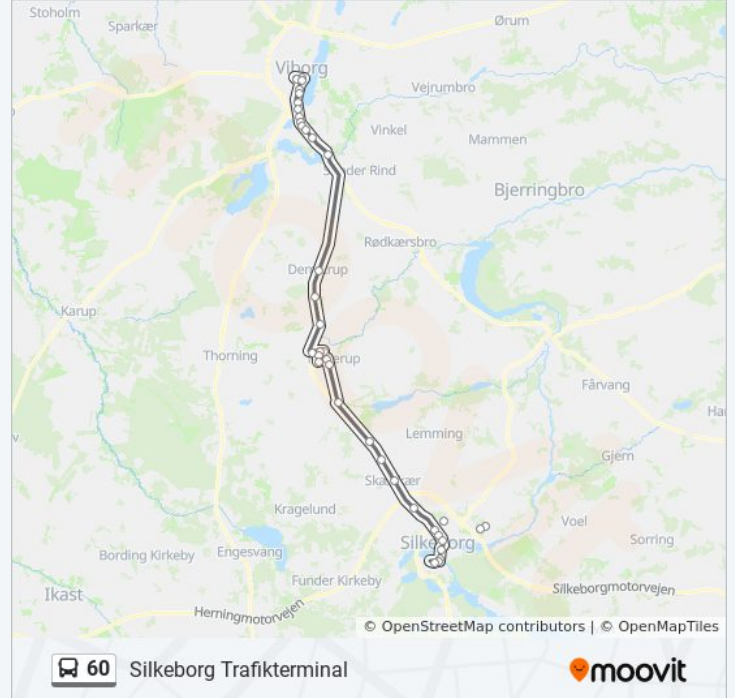 Stoholm
Sparkær
Ørum
Viborg
Vejrumbro
Vinkel
Mammen
Bjerringbro
Rødkærsbro
Karup
Thorning
Fårvang
Lemming
Gjern
Kragelund
Voel
Silkeborg
Sorring
Bording Kirkeby
Engesvang
Funder Kirkeby
Ikast
Silkeborgmotorvejen
Herningmotorvejen
© OpenStreetMap contributors | © OpenMapTiles
60 Silkeborg Trafikterminal
moovit